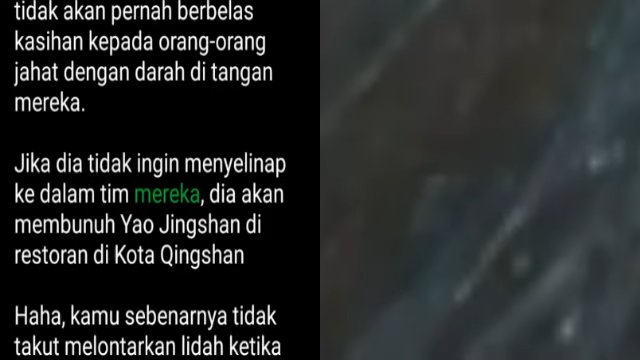 tidak akan pernah berbelas
kasihan kepada orang-orang
jahat dengan darah di tangan
mereka.
Jika dia tidak ingin menyelinap
ke dalam tim mereka, dia akan
membunuh Yao Jingshan di
restoran di Kota Qingshan
Haha, kamu sebenarnya tidak
takut melontarkan lidah ketika